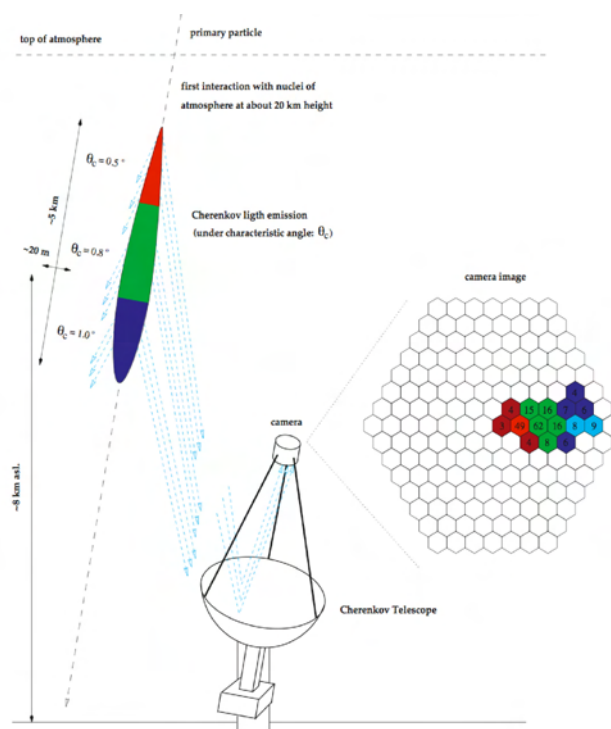 primary particle
top of atmosphere
first interaction with nuclei of
atmosphere at about 20 km height
θc = 0.5 °
~5 km
Cherenkov ligth emission
(under characteristic angle: θc)
~20 m
θc = 0.8 °
camera image
θc = 1.0 °
4
4 15 16 7 6
3 49 62 16 8 9
4 8 6
camera
~8 km asl.
Cherenkov Telescope